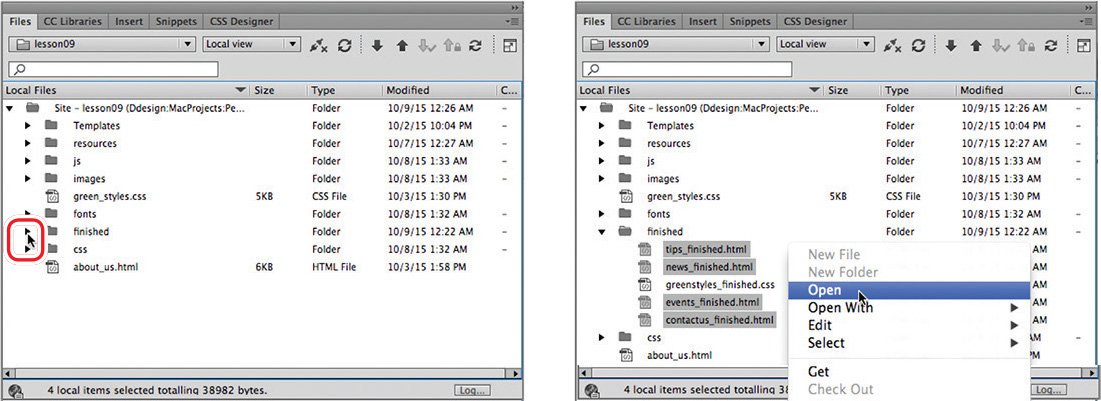 Files CC Libraries Insert Snippets CSS Designer
lesson09 Local view
Local Files Size Type Modified C...
Site – lesson09 (Ddesign:MacProjects:Pe... Folder 10/9/15 12:26 AM –
Templates Folder 10/2/15 10:04 PM –
resources Folder 10/7/15 12:27 AM –
js Folder 10/8/15 1:33 AM –
images Folder 10/8/15 1:33 AM –
green_styles.css 5KB CSS File 10/3/15 1:30 PM
fonts Folder 10/8/15 1:32 AM –
finished Folder 10/9/15 12:22 AM –
css Folder 10/8/15 1:32 AM –
about_us.html 6KB HTML File 10/3/15 1:58 PM
4 local items selected totalling 38982 bytes. Log...
Files CC Libraries Insert Snippets CSS Designer
lesson09 Local view
Local Files Size Type Modified C...
Site – lesson09 (Ddesign:MacProjects:Pe... Folder 10/9/15 12:26 AM –
Templates Folder 10/2/15 10:04 PM –
resources Folder 10/7/15 12:27 AM –
js Folder 10/8/15 1:33 AM –
images Folder 10/8/15 1:33 AM –
green_styles.css 5KB CSS File 10/3/15 1:30 PM
fonts Folder 10/8/15 1:32 AM –
finished Folder 10/9/15 12:22 AM –
tips_finished.html
news_finished.html AM
greenstyles_finished.css AM
events_finished.html AM
contactus_finished.html AM
css AM –
about_us.html PM
4 local items selected totalling 38
New File
New Folder
Open
Open With
Edit
Select
Get
Check Out
Log...